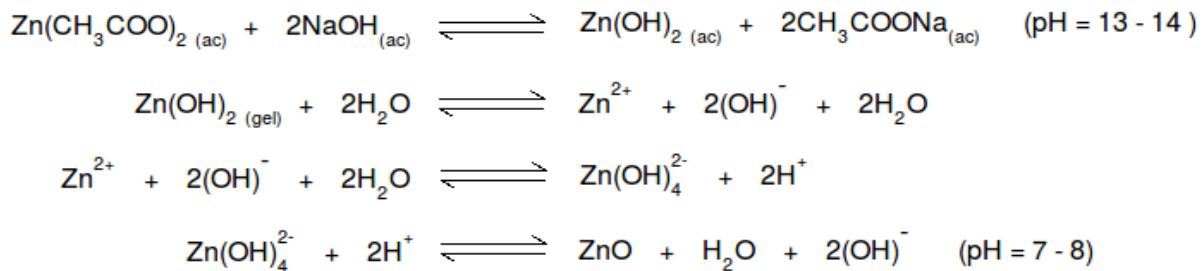 Zn(CH₃COO)₂ (ac) + 2NaOH(ac) ⇌ Zn(OH)₂ (ac) + 2CH₃COONa(ac) (pH = 13 - 14 )
Zn(OH)₂ (gel) + 2H₂O ⇌ Zn²⁺ + 2(OH)⁻ + 2H₂O
Zn²⁺ + 2(OH)⁻ + 2H₂O ⇌ Zn(OH)₄²⁻ + 2H⁺
Zn(OH)₄²⁻ + 2H⁺ ⇌ ZnO + H₂O + 2(OH)⁻ (pH = 7 - 8)